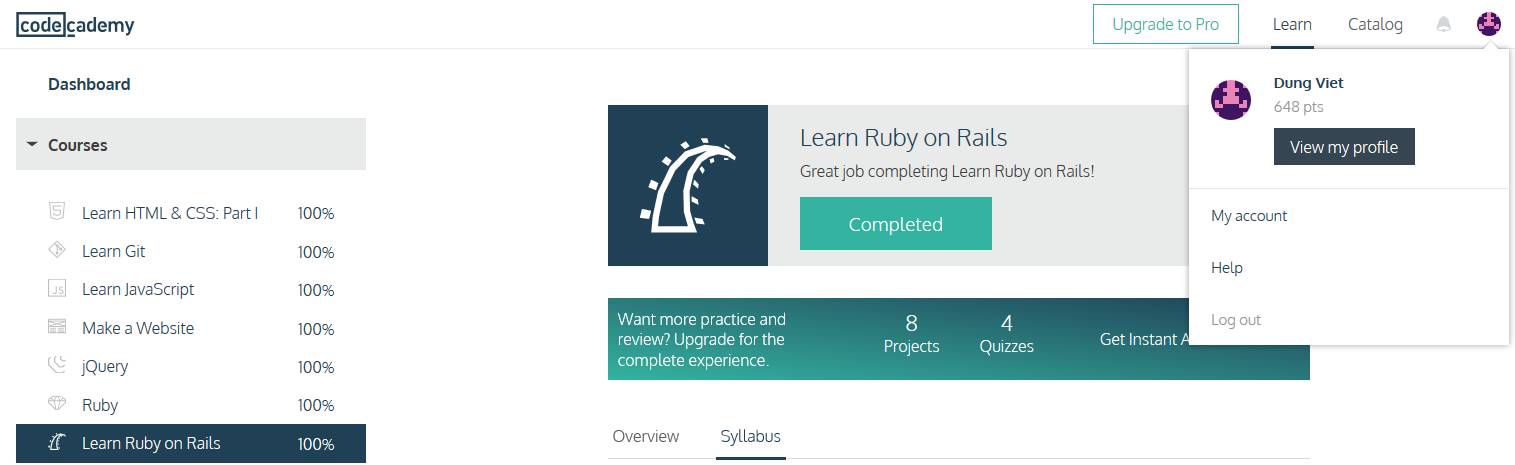 codecademy
Upgrade to Pro
Learn
Catalog
Dung Viet
648 pts
View my profile
My account
Help
Log out
Dashboard
Courses
Learn HTML & CSS: Part I 100%
Learn Git 100%
JS Learn JavaScript 100%
Make a Website 100%
jQuery 100%
Ruby 100%
Learn Ruby on Rails 100%
Learn Ruby on Rails
Great job completing Learn Ruby on Rails!
Completed
Want more practice and
review? Upgrade for the
complete experience.
8
Projects
4
Quizzes
Get Instant A
Overview
Syllabus